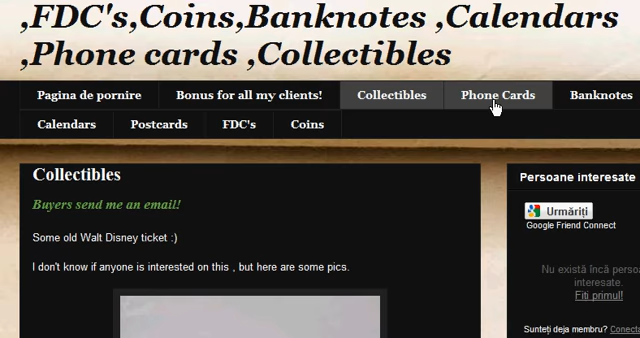 ,FDC's,Coins,Banknotes ,Calendars
,Phone cards ,Collectibles
Pagina de pornire Bonus for all my clients! Collectibles Phone Cards Banknotes
Calendars Postcards FDC's Coins
Collectibles
Buyers send me an email!
Some old Walt Disney ticket :)
I don't know if anyone is interested on this , but here are some pics.
Persoane interesate
Urmăriți
Google Friend Connect
Nu există încă
interesate.
Fiți primul!
Sunteți deja membru?